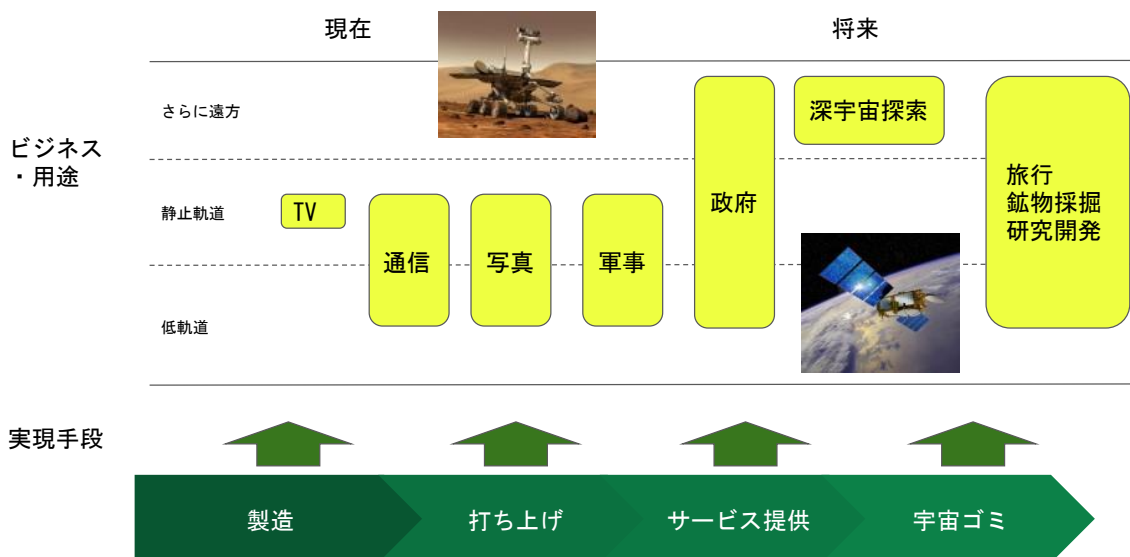 現在
将来
さらに遠方
深宇宙探索
ビジネス
・用途
旅行
鉱物採掘
研究開発
政府
静止軌道
TV
通信
写真
軍事
低軌道
実現手段
製造
打ち上げ
サービス提供
宇宙ゴミ